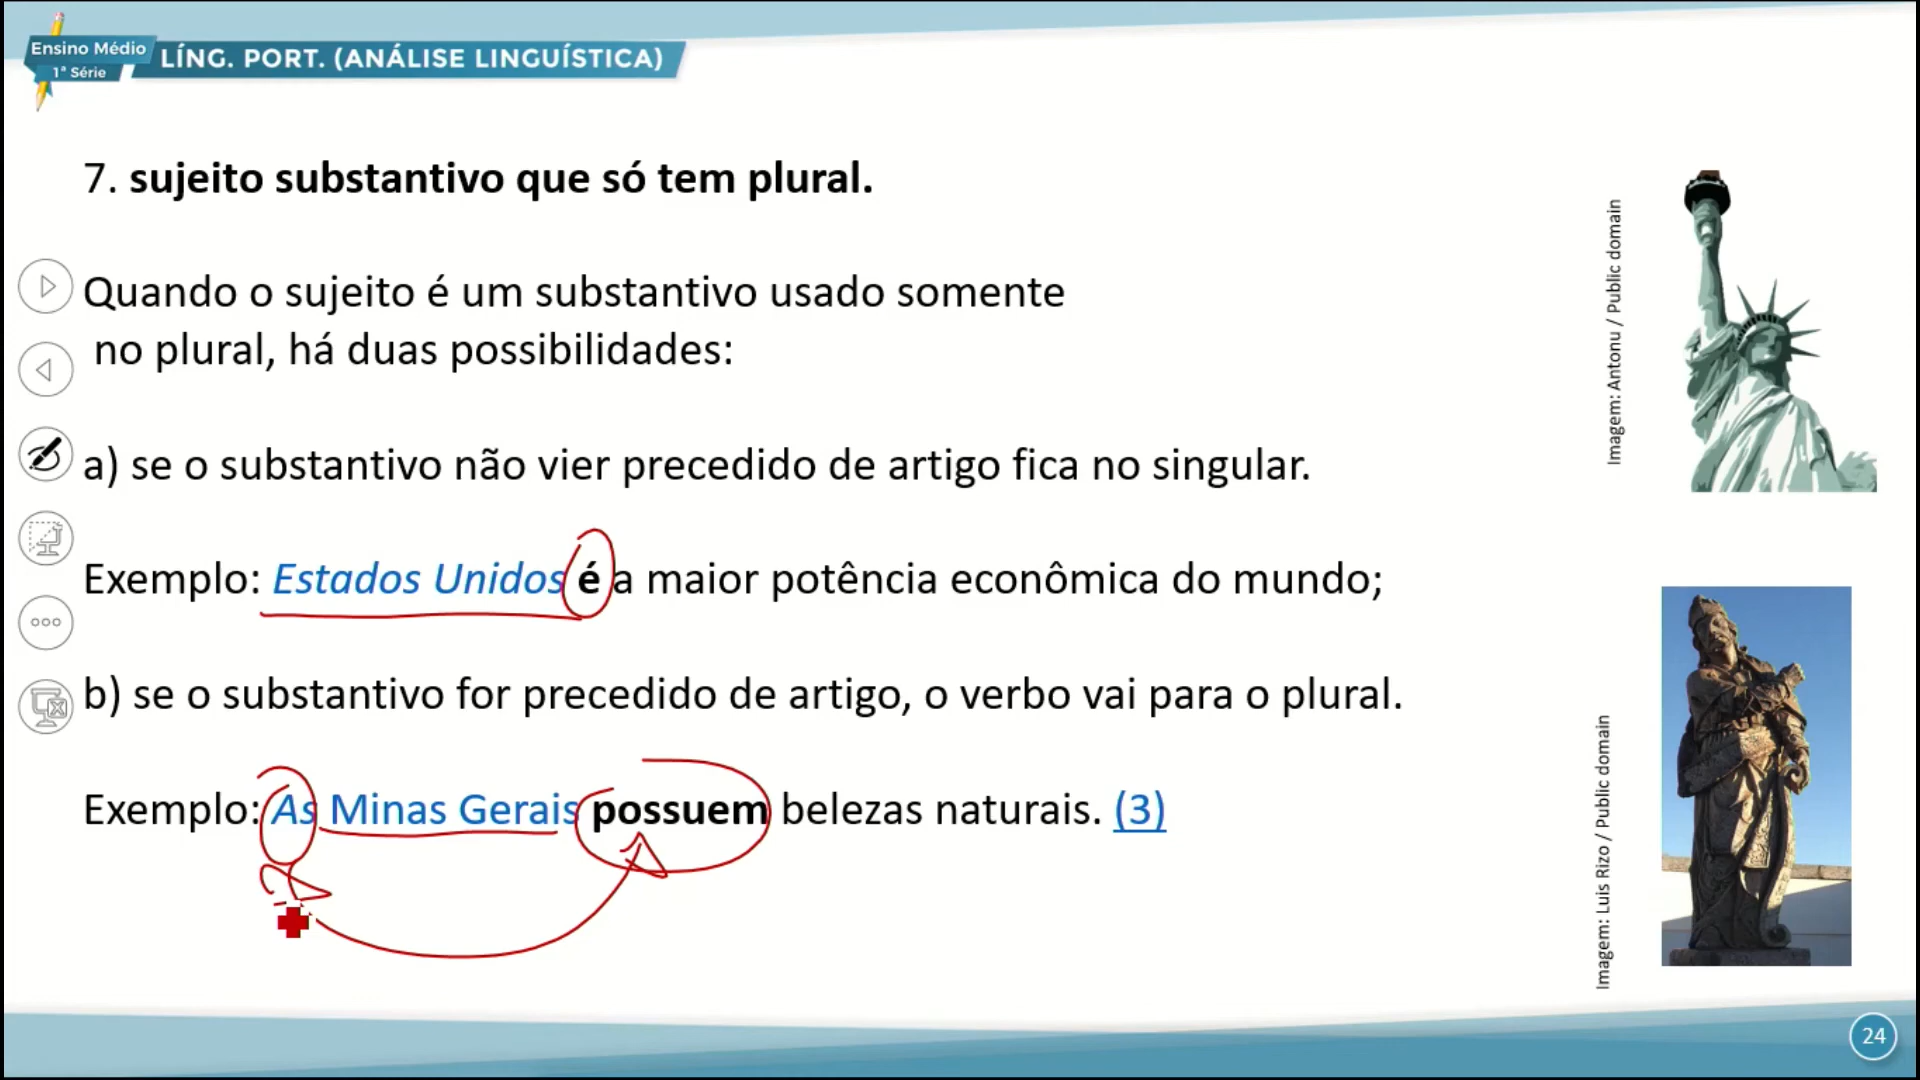 Ensino Médio
1ª Série
LÍNG. PORT. (ANÁLISE LINGUÍSTICA)
7. sujeito substantivo que só tem plural.
Quando o sujeito é um substantivo usado somente
no plural, há duas possibilidades:
a) se o substantivo não vier precedido de artigo fica no singular.
Exemplo: Estados Unidos é a maior potência econômica do mundo;
b) se o substantivo for precedido de artigo, o verbo vai para o plural.
Exemplo: As Minas Gerais possuem belezas naturais. (3)
Imagem: Antonu / Public domain
Imagem: Luis Rizo / Public domain
24